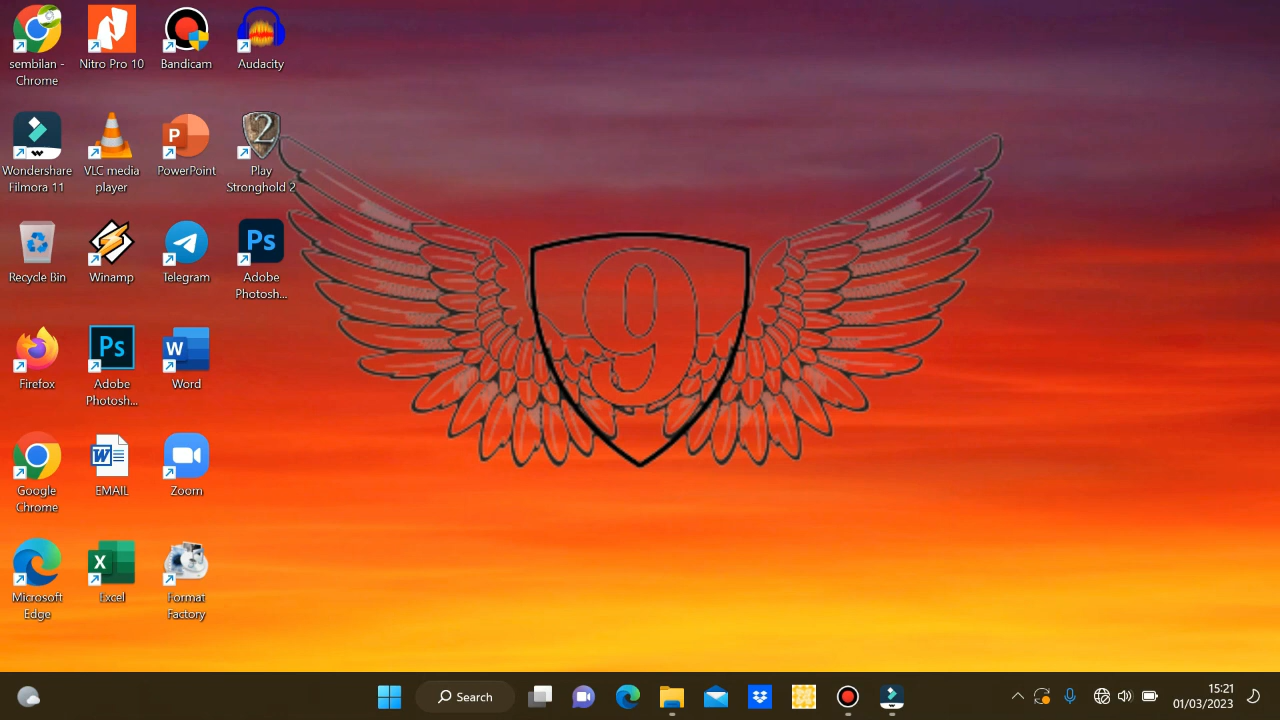 sembilan -
Chrome
Nitro Pro 10
Bandicam
Audacity
Wondershare
Filmora 11
VLC media
player
PowerPoint
Play
Stronghold 2
Recycle Bin
Winamp
Telegram
Adobe
Photosh...
Firefox
Adobe
Photosh...
Word
Google
Chrome
EMAIL
Zoom
Microsoft
Edge
Excel
Format
Factory
9
Search
15:21
01/03/2023